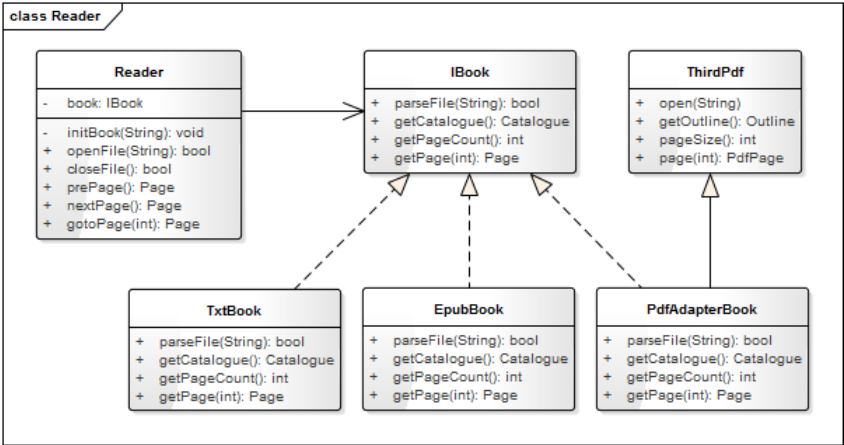 class Reader
Reader
- book: IBook
- initBook(String): void
+ openFile(String): bool
+ closeFile(): bool
+ prePage(): Page
+ nextPage(): Page
+ gotoPage(int): Page
IBook
+ parseFile(String): bool
+ getCatalogue(): Catalogue
+ getPageCount(): int
+ getPage(int): Page
ThirdPdf
+ open(String)
+ getOutline(): Outline
+ pageSize(): int
+ page(int): PdfPage
TxtBook
+ parseFile(String): bool
+ getCatalogue(): Catalogue
+ getPageCount(): int
+ getPage(int): Page
EpubBook
+ parseFile(String): bool
+ getCatalogue(): Catalogue
+ getPageCount(): int
+ getPage(int): Page
PdfAdapterBook
+ parseFile(String): bool
+ getCatalogue(): Catalogue
+ getPageCount(): int
+ getPage(int): Page